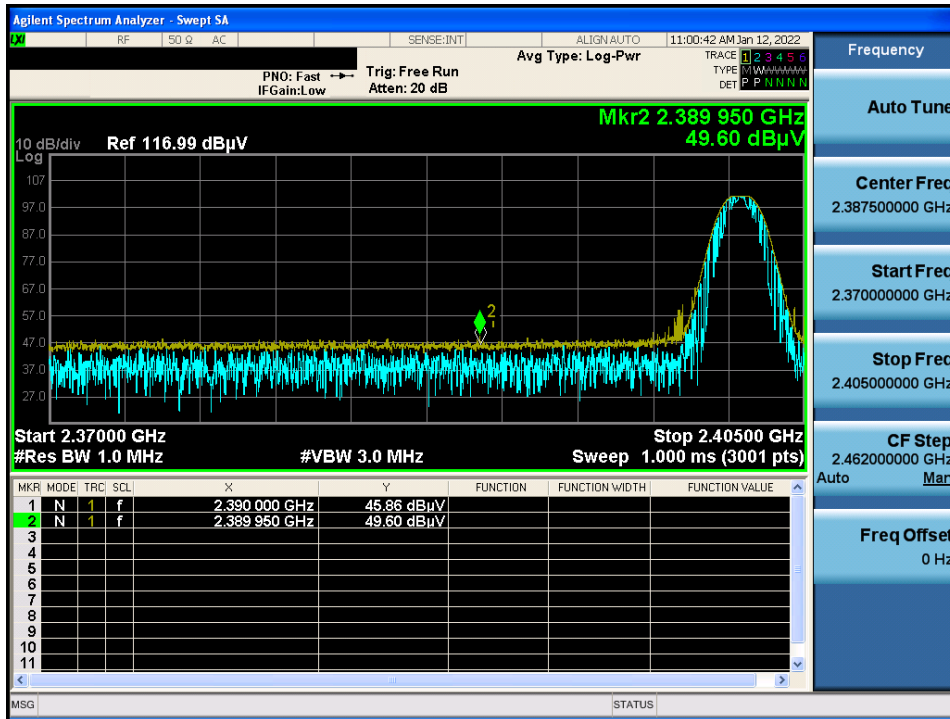 Agilent Spectrum Analyzer - Swept SA
LXI RF 50 Ω AC SENSE:INT ALIGN AUTO 11:00:42 AM Jan 12, 2022
Frequency
PNO: Fast
IFGain:Low
Trig: Free Run
Atten: 20 dB
Avg Type: Log-Pwr
TRACE 1 2 3 4 5 6
TYPE M W W W W W
DET P P N N N N
Auto Tune
Mkr2 2.389 950 GHz
49.60 dBµV
10 dB/div Ref 116.99 dBµV
Log
107
97.0
87.0
77.0
67.0
57.0
47.0
37.0
27.0
2
1
Start 2.37000 GHz Stop 2.40500 GHz
#Res BW 1.0 MHz #VBW 3.0 MHz Sweep 1.000 ms (3001 pts)
Center Freq
2.387500000 GHz
Start Freq
2.370000000 GHz
Stop Freq
2.405000000 GHz
CF Step
2.462000000 GHz
Auto Man
Freq Offset
0 Hz
MKR MODE TRC SCL X Y FUNCTION FUNCTION WIDTH FUNCTION VALUE
1 N 1 f 2.390 000 GHz 45.86 dBµV
2 N 1 f 2.389 950 GHz 49.60 dBµV
3
4
5
6
7
8
9
10
11
MSG STATUS